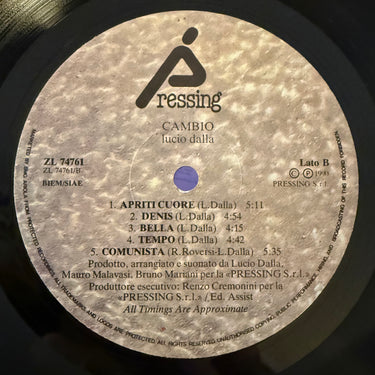 pressing
CAMBIO
lucio dalla
ZL 74761
ZL 74761/B
BIEM/SIAE
Lato B
© ℗ 1990
PRESSING S.r.l.
1. APRITI CUORE (L. Dalla) 5:11
2. DENIS (L. Dalla) 4:54
3. BELLA (L. Dalla) 4:15
4. TEMPO (L. Dalla) 4:42
5. COMUNISTA (R. Roversi-L. Dalla) 5:35
Prodotto, arrangiato e suonato da Lucio Dalla,
Mauro Malavasi, Bruno Mariani per la «PRESSING S.r.l.»
Produttore esecutivo: Renzo Cremonini per la
«PRESSING S.r.l.» / Ed. Assist
All Timings Are Approximate